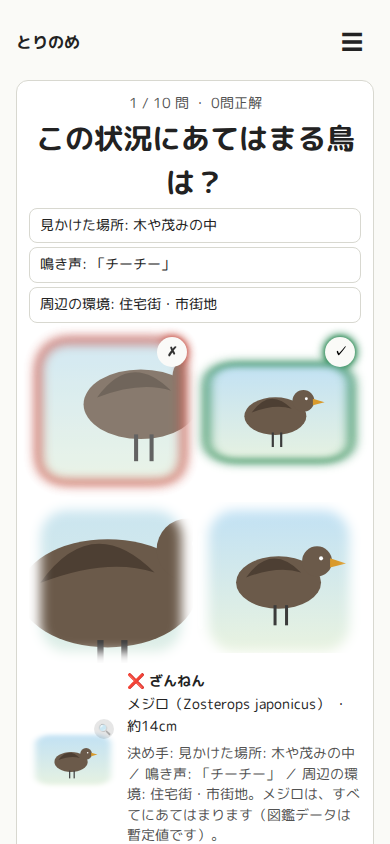 とりのめ
1 / 10 問 · 0問正解
この状況にあてはまる鳥
は？
見かけた場所: 木や茂みの中
鳴き声: 「チーチー」
周辺の環境: 住宅街・市街地
✗
✓
❌ ざんねん
メジロ（Zosterops japonicus） ·
約14cm
決め手: 見かけた場所: 木や茂みの中
／ 鳴き声: 「チーチー」 ／ 周辺の環
境: 住宅街・市街地。メジロは、すべ
てにあてはまります（図鑑データは
暫定値です）。